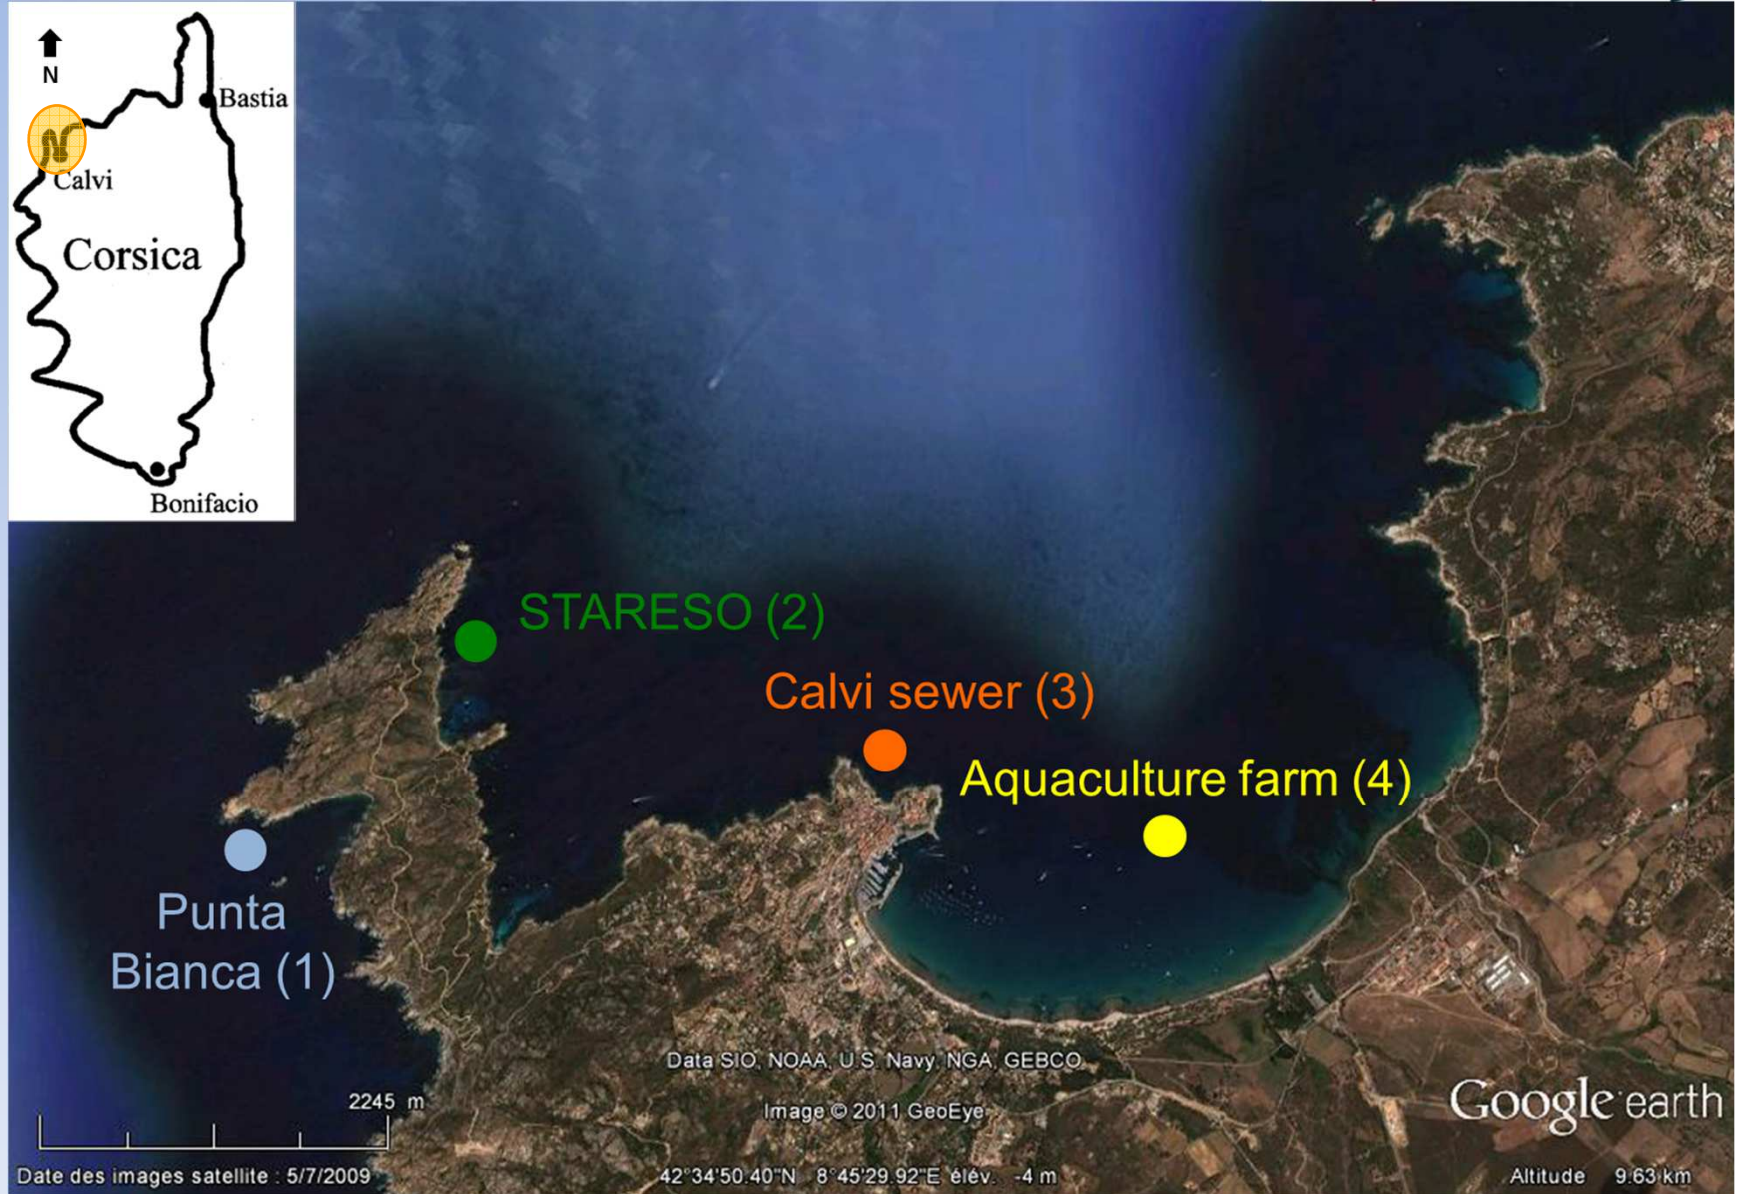 N
Bastia
Calvi
Corsica
Bonifacio
STARESO (2)
Calvi sewer (3)
Aquaculture farm (4)
Punta
Bianca (1)
2245 m
Data SIO, NOAA, U.S. Navy, NGA, GEBCO
Image © 2011 GeoEye
Google earth
Date des images satellite : 5/7/2009
42°34'50.40"N 8°45'29.92"E élév. -4 m
Altitude 9.63 km